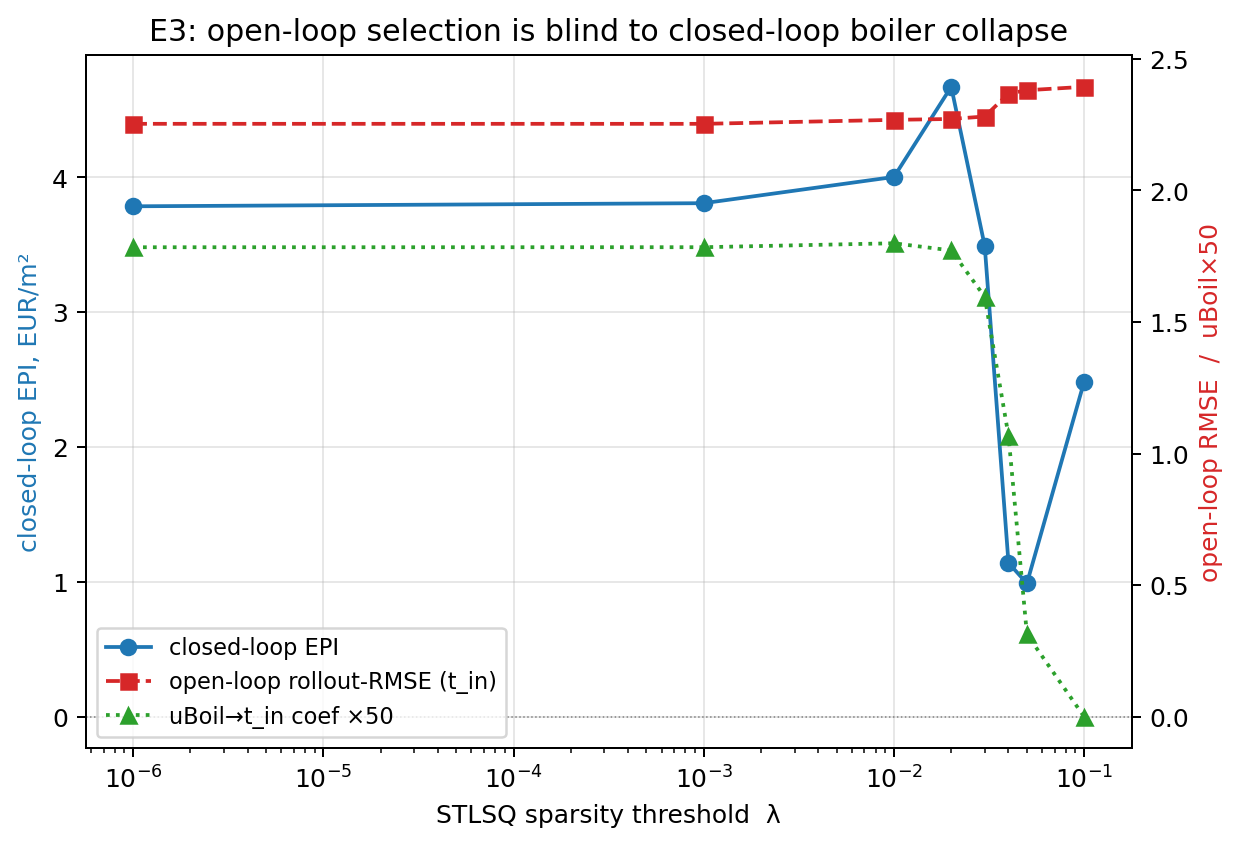 E3: open-loop selection is blind to closed-loop boiler collapse
closed-loop EPI, EUR/m²
4
3
2
1
0
2.5
2.0
1.5
1.0
0.5
0.0
open-loop RMSE / uBoil×50
closed-loop EPI
open-loop rollout-RMSE (t_in)
uBoil→t_in coef ×50
10⁻⁶ 10⁻⁵ 10⁻⁴ 10⁻³ 10⁻² 10⁻¹
STLSQ sparsity threshold λ